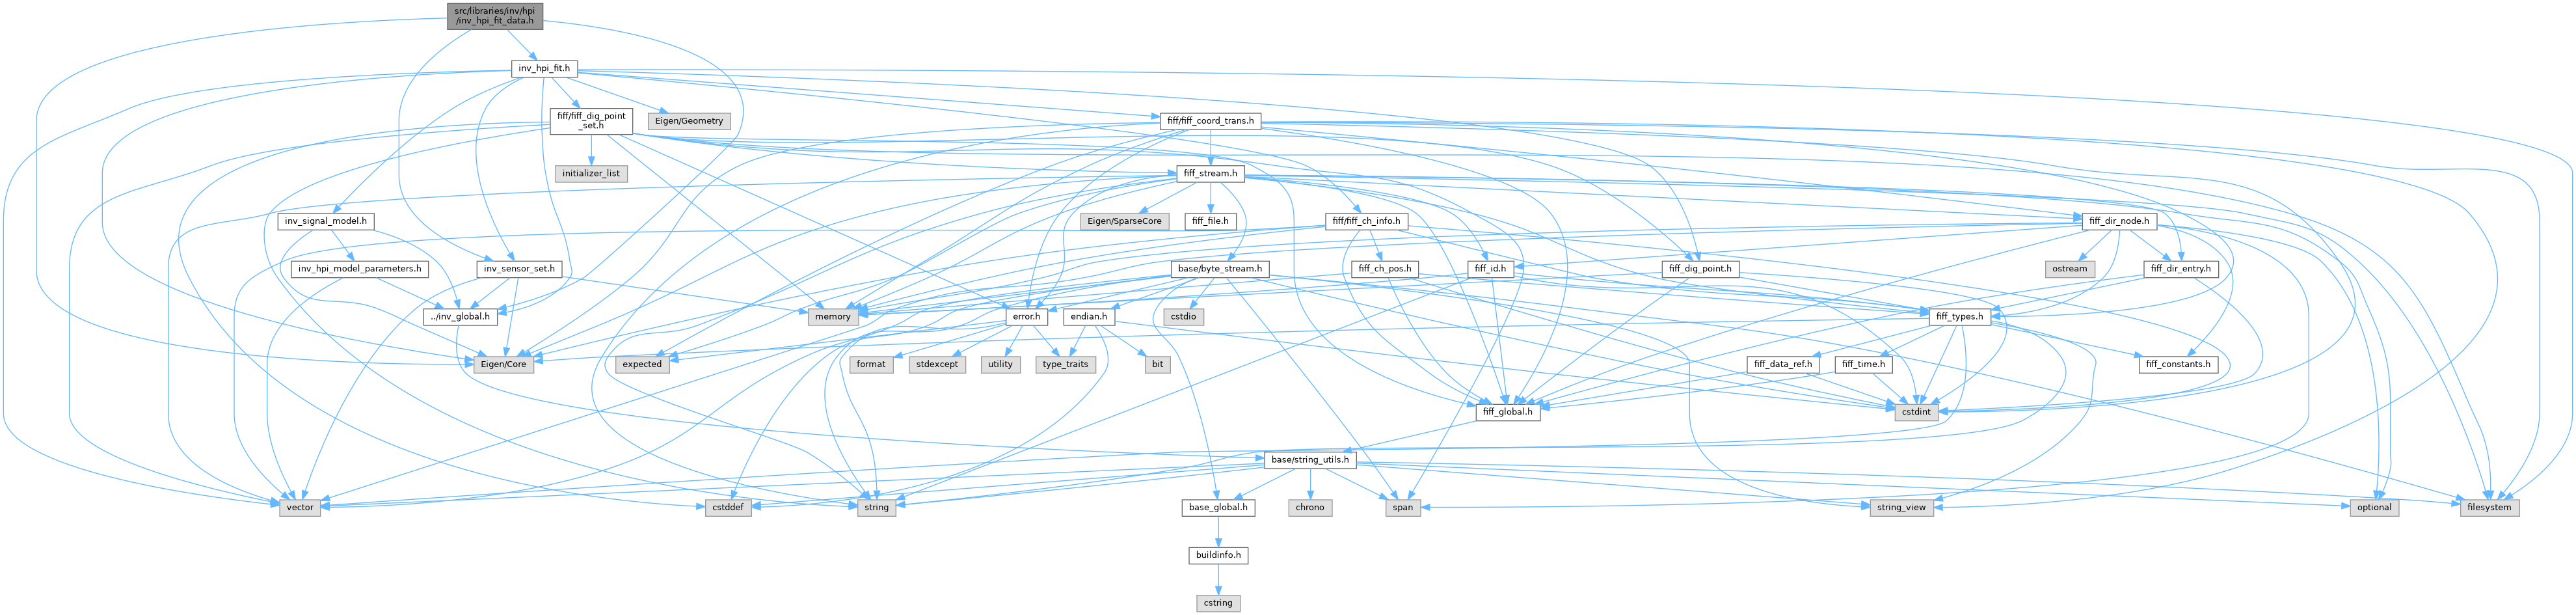 src/libraries/inv/hpi
/inv_hpi_fit_data.h
inv_hpi_fit.h
fiff/fiff_dig_point
_set.h
Eigen/Geometry
fiff/fiff_coord_trans.h
initializer_list
fiff_stream.h
inv_signal_model.h
Eigen/SparseCore
fiff_file.h
fiff/fiff_ch_info.h
fiff_dir_node.h
inv_hpi_model_parameters.h
inv_sensor_set.h
base/byte_stream.h
fiff_ch_pos.h
fiff_id.h
fiff_dig_point.h
ostream
fiff_dir_entry.h
../inv_global.h
memory
error.h
endian.h
cstdio
fiff_types.h
Eigen/Core
expected
format
stdexcept
utility
type_traits
bit
fiff_data_ref.h
fiff_time.h
fiff_constants.h
fiff_global.h
cstdint
base/string_utils.h
vector
cstddef
string
base_global.h
chrono
span
string_view
optional
filesystem
buildinfo.h
cstring